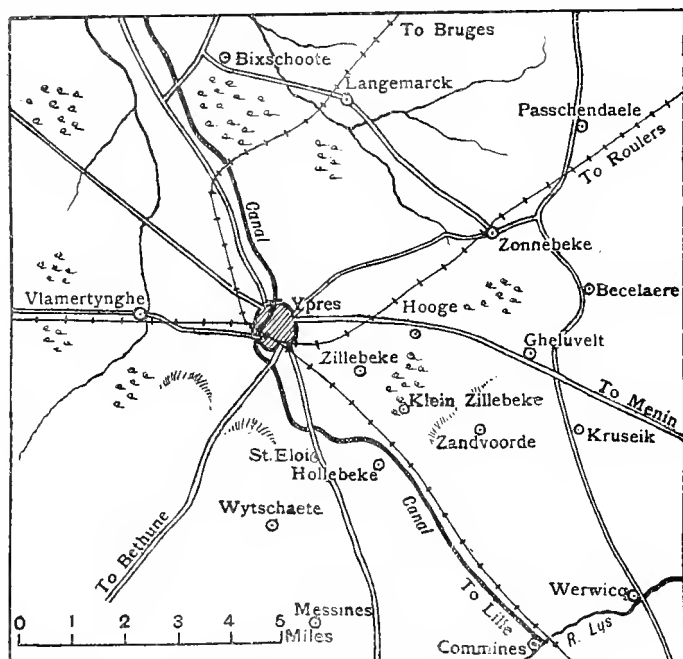 To Bruges
Bixschoote
Langemarck
Passchendaele
To Roulers
Canal
Zonnebeke
Becelaere
Vlamertynghe
Ypres
Hooge
Gheluvelt
Zillebeke
To Menin
Klein Zillebeke
Zandvoorde
Kruseik
St. Eloi
Hollebeke
Canal
Wytschaete
To Bethune
To Lille
Werwicq
0 1 2 3 4 5
Messines
Miles
R. Lys
Commines